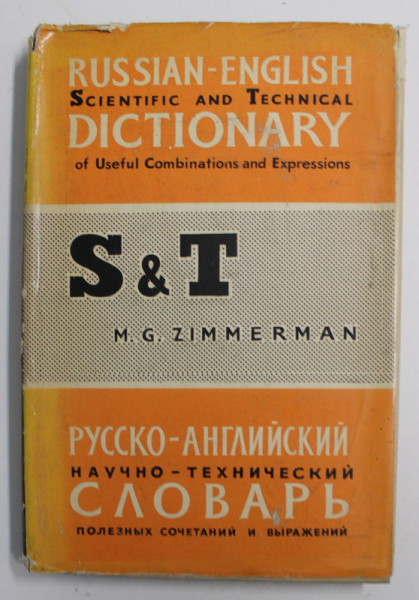 RUSSIAN-ENGLISH
SCIENTIFIC AND TECHNICAL
DICTIONARY
of Useful Combinations and Expressions
S & T
M. G. ZIMMERMAN
РУССКО-АНГЛИЙСКИЙ
НАУЧНО-ТЕХНИЧЕСКИЙ
СЛОВАРЬ
ПОЛЕЗНЫХ СОЧЕТАНИЙ И ВЫРАЖЕНИЙ